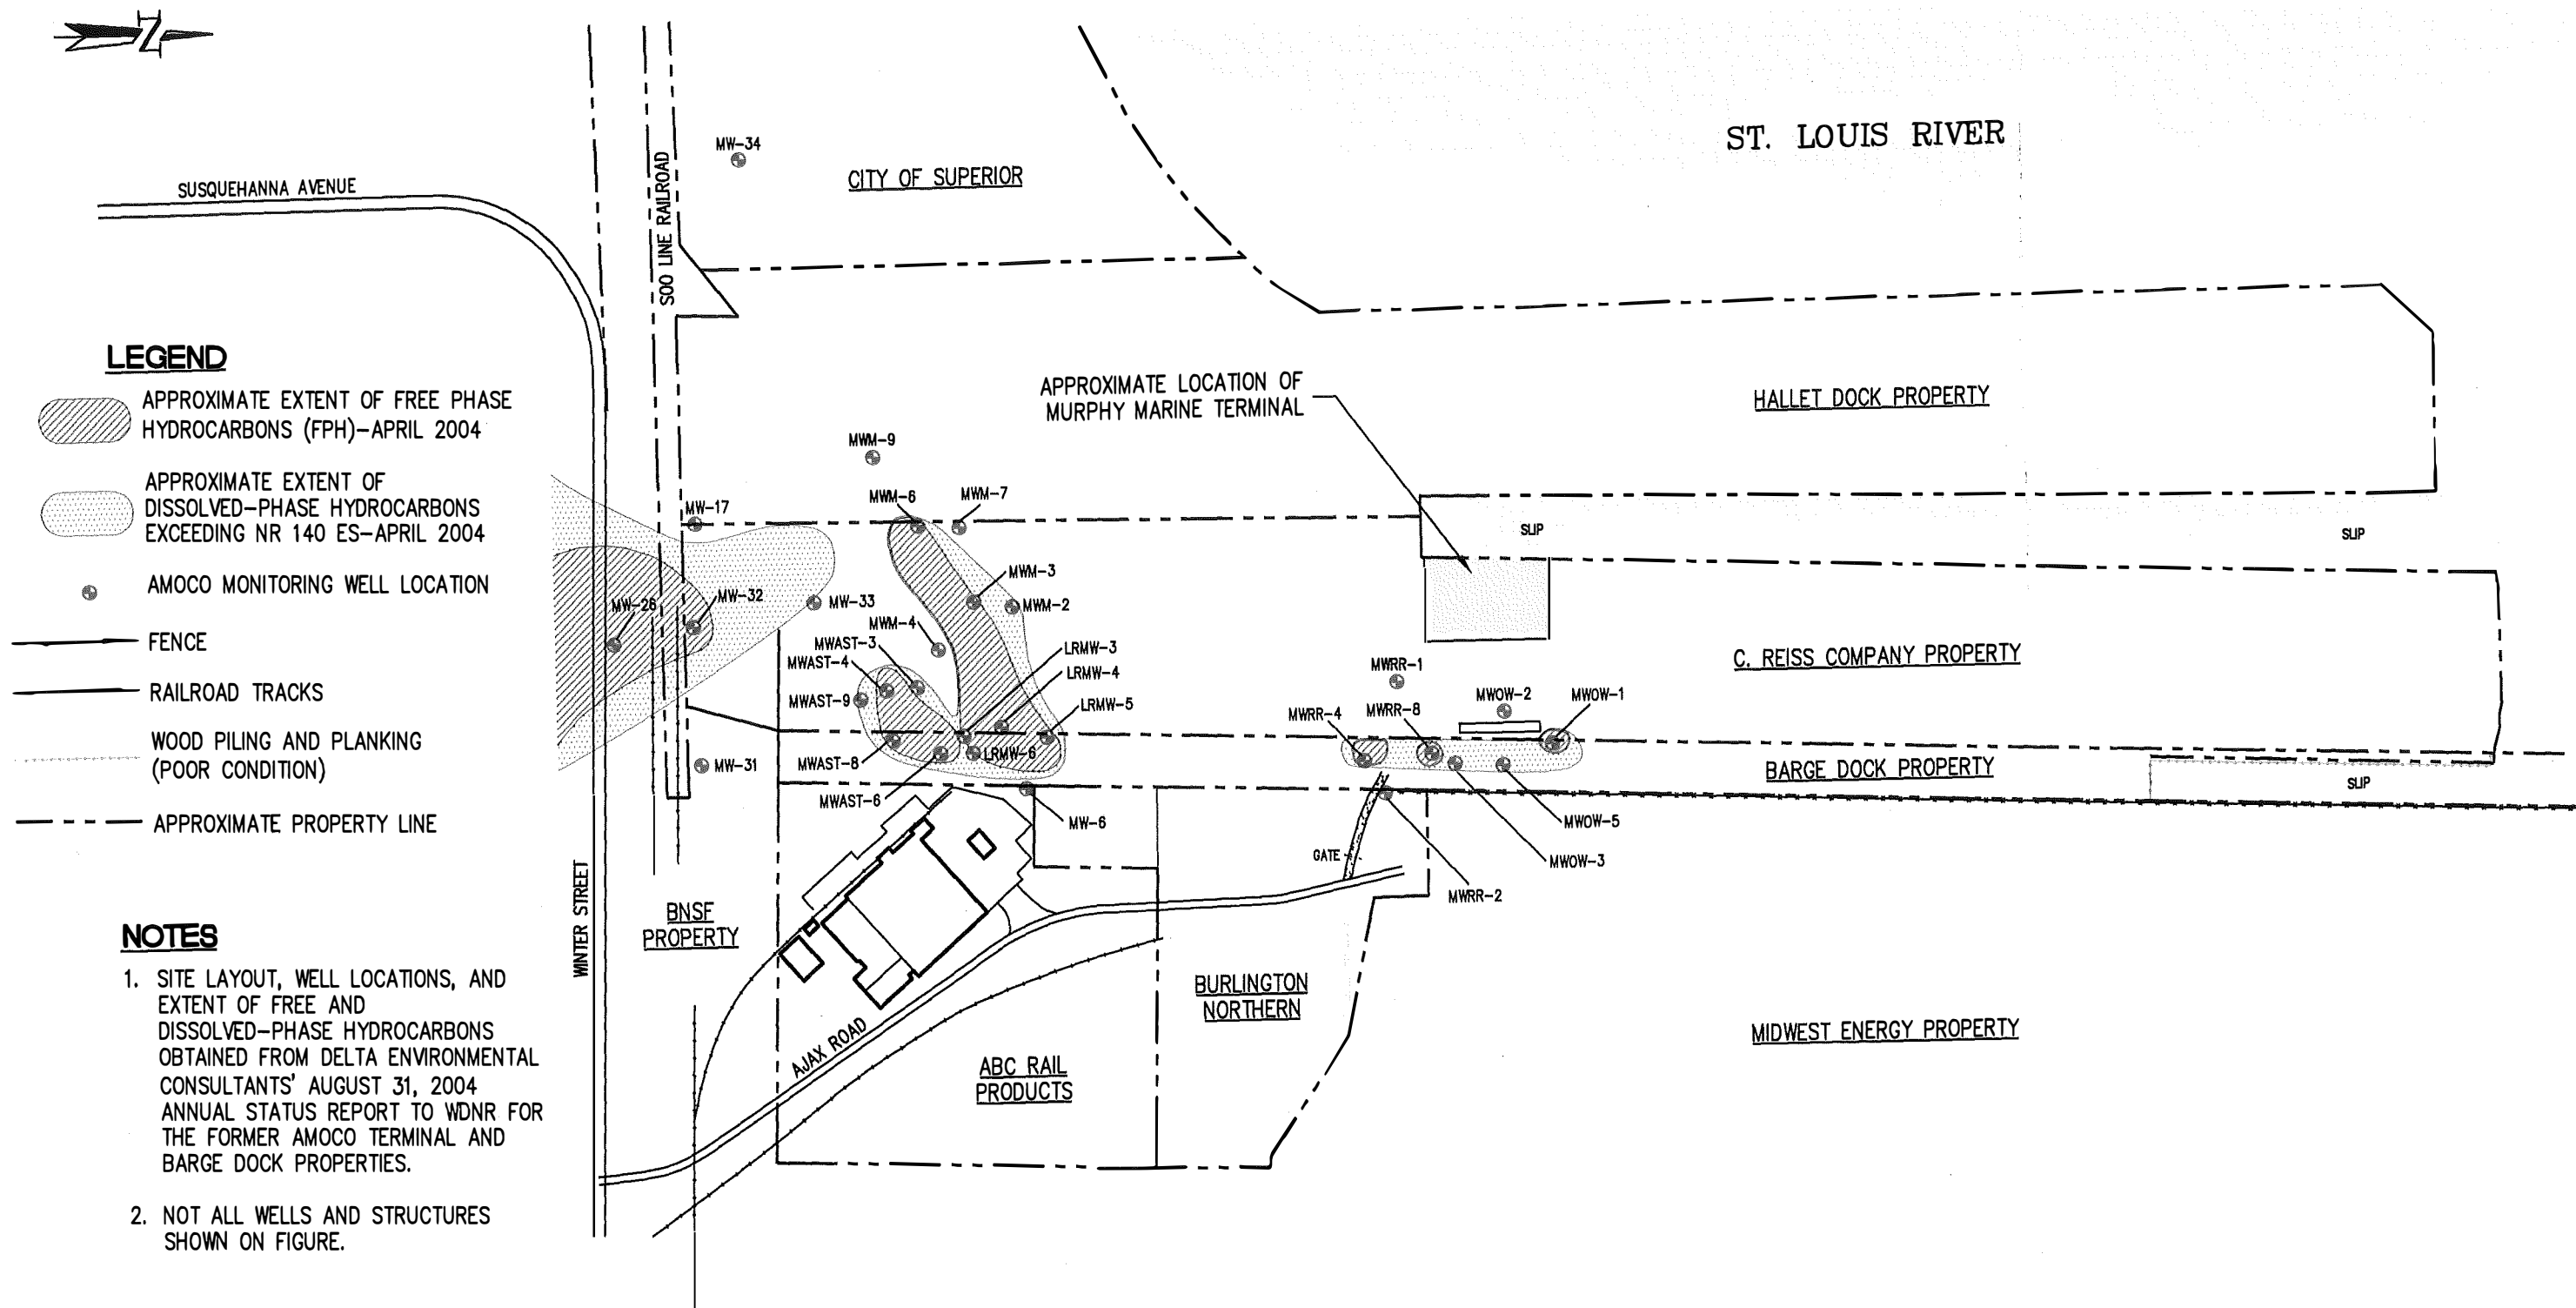 N
ST. LOUIS RIVER
MW-34
CITY OF SUPERIOR
SUSQUEHANNA AVENUE
SOO LINE RAILROAD
LEGEND
APPROXIMATE EXTENT OF FREE PHASE
HYDROCARBONS (FPH)-APRIL 2004
APPROXIMATE EXTENT OF
DISSOLVED-PHASE HYDROCARBONS
EXCEEDING NR 140 ES-APRIL 2004
AMOCO MONITORING WELL LOCATION
FENCE
RAILROAD TRACKS
WOOD PILING AND PLANKING
(POOR CONDITION)
APPROXIMATE PROPERTY LINE
NOTES
1. SITE LAYOUT, WELL LOCATIONS, AND
EXTENT OF FREE AND
DISSOLVED-PHASE HYDROCARBONS
OBTAINED FROM DELTA ENVIRONMENTAL
CONSULTANTS' AUGUST 31, 2004
ANNUAL STATUS REPORT TO WDNR FOR
THE FORMER AMOCO TERMINAL AND
BARGE DOCK PROPERTIES.
2. NOT ALL WELLS AND STRUCTURES
SHOWN ON FIGURE.
APPROXIMATE LOCATION OF
MURPHY MARINE TERMINAL
HALLET DOCK PROPERTY
MWM-9
MWM-6
MWM-7
MW-17
SLIP
SLIP
MWM-3
MW-28
MW-32
MW-33
MWM-2
MWM-4
MWAST-3
MWAST-4
LRMW-3
LRMW-4
MWAST-9
LRMW-5
MWRR-1
C. REISS COMPANY PROPERTY
MWOW-2
MWOW-1
MWRR-4
MWRR-8
MW-31
MWAST-8
LRMW-6
MWAST-6
BARGE DOCK PROPERTY
SLIP
MW-6
MWOW-5
MWOW-3
GATE
MWRR-2
WINTER STREET
BNSF
PROPERTY
AJAX ROAD
BURLINGTON
NORTHERN
ABC RAIL
PRODUCTS
MIDWEST ENERGY PROPERTY